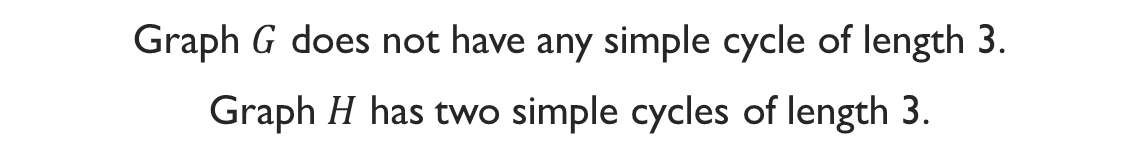 Graph G does not have any simple cycle of length 3.
Graph H has two simple cycles of length 3.